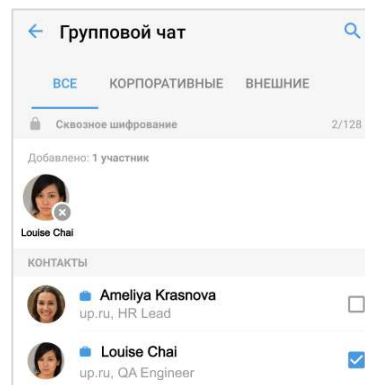 Групповой чат
ВСЕ КОРПОРАТИВНЫЕ ВНЕШНИЕ
Сквозное шифрование 2/128
Добавлено: 1 участник
Louise Chai
КОНТАКТЫ
Ameliya Krasnova
up.ru, HR Lead
Louise Chai
up.ru, QA Engineer